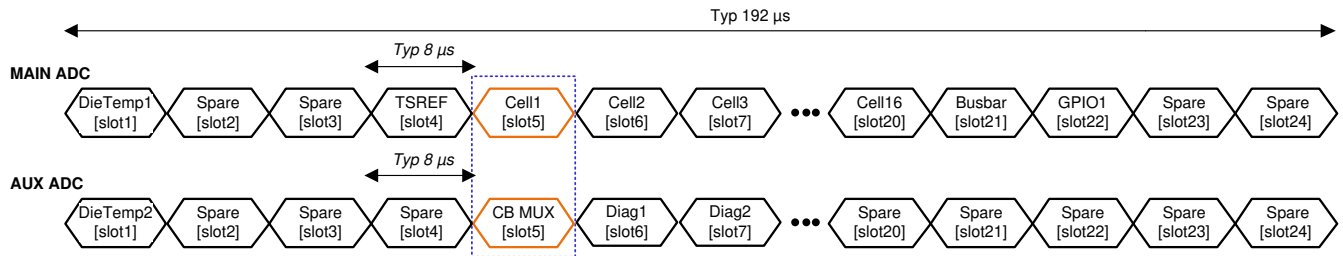 Typ 192 µs
Typ 8 µs
MAIN ADC
DieTemp1 Spare Spare TSREF Cell1 Cell2 Cell3 ••• Cell16 Busbar GPIO1 Spare Spare
[slot1] [slot2] [slot3] [slot4] [slot5] [slot6] [slot7] [slot20] [slot21] [slot22] [slot23] [slot24]
Typ 8 µs
AUX ADC
DieTemp2 Spare Spare Spare CB MUX Diag1 Diag2 ••• Spare Spare Spare Spare Spare
[slot1] [slot2] [slot3] [slot4] [slot5] [slot6] [slot7] [slot20] [slot21] [slot22] [slot23] [slot24]